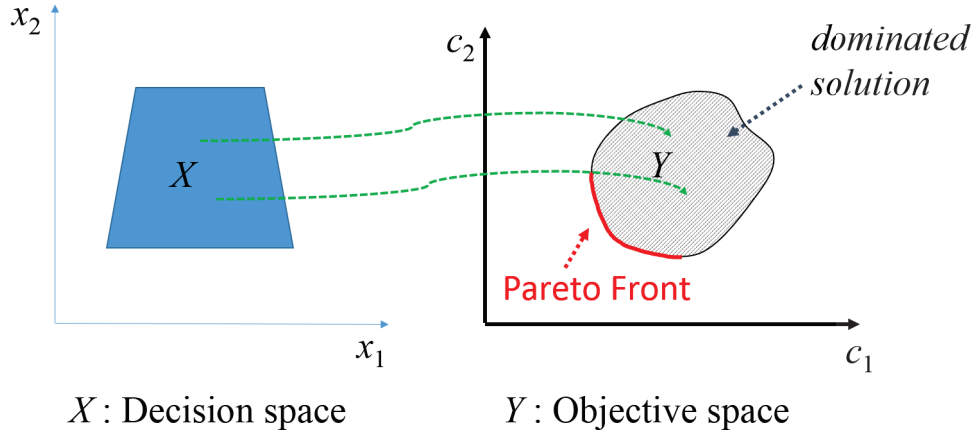 x₂
X
x₁
X : Decision space
c₂
dominated
solution
Y
Pareto Front
c₁
Y : Objective space